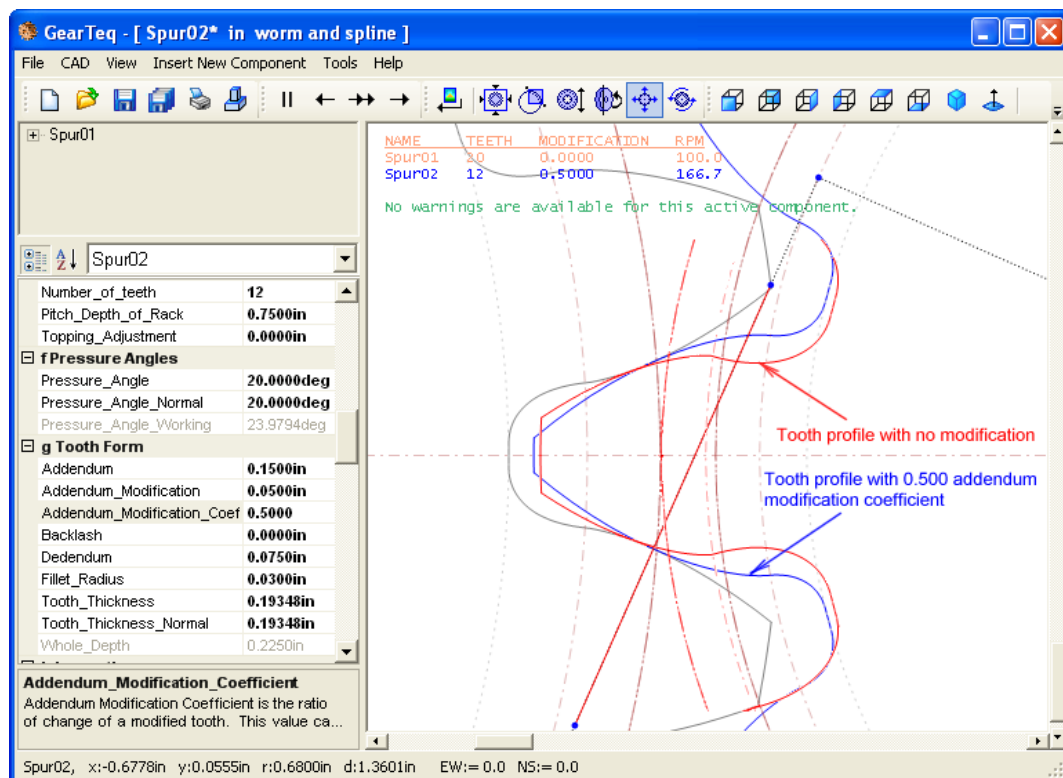 GearTeq - [ Spur02* in worm and spline ]
File CAD View Insert New Component Tools Help
Spur01
Spur02
Number_of_teeth 12
Pitch_Depth_of_Rack 0.7500in
Topping_Adjustment 0.0000in
f Pressure Angles
Pressure_Angle 20.0000deg
Pressure_Angle_Normal 20.0000deg
Pressure_Angle_Working 23.9794deg
g Tooth Form
Addendum 0.1500in
Addendum_Modification 0.0500in
Addendum_Modification_Coef 0.5000
Backlash 0.0000in
Dedendum 0.0750in
Fillet_Radius 0.0300in
Tooth_Thickness 0.19348in
Tooth_Thickness_Normal 0.19348in
Whole_Depth 0.2250in
Addendum_Modification_Coefficient
Addendum Modification Coefficient is the ratio
of change of a modified tooth. This value ca...
NAME TEETH MODIFICATION RPM
Spur01 20 0.0000 100.0
Spur02 12 0.5000 166.7
No warnings are available for this active component.
Tooth profile with no modification
Tooth profile with 0.500 addendum
modification coefficient
Spur02, x:-0.6778in y:0.0555in r:0.6800in d:1.3601in EW:= 0.0 NS:= 0.0